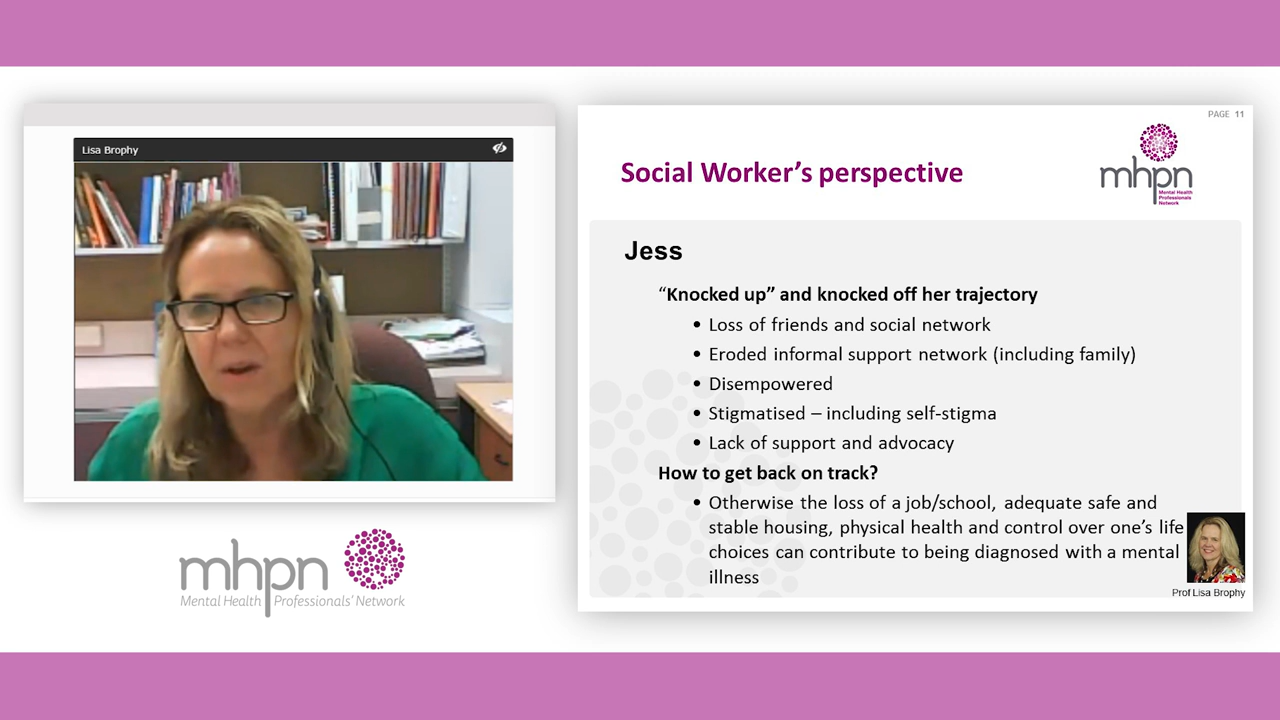 Lisa Brophy
mhpn
Mental Health Professionals' Network
PAGE 11
Social Worker's perspective
mhpn
Mental Health
Professionals
Network
Jess
“Knocked up” and knocked off her trajectory
• Loss of friends and social network
• Eroded informal support network (including family)
• Disempowered
• Stigmatised – including self-stigma
• Lack of support and advocacy
How to get back on track?
• Otherwise the loss of a job/school, adequate safe and
stable housing, physical health and control over one's life
choices can contribute to being diagnosed with a mental
illness
Prof Lisa Brophy